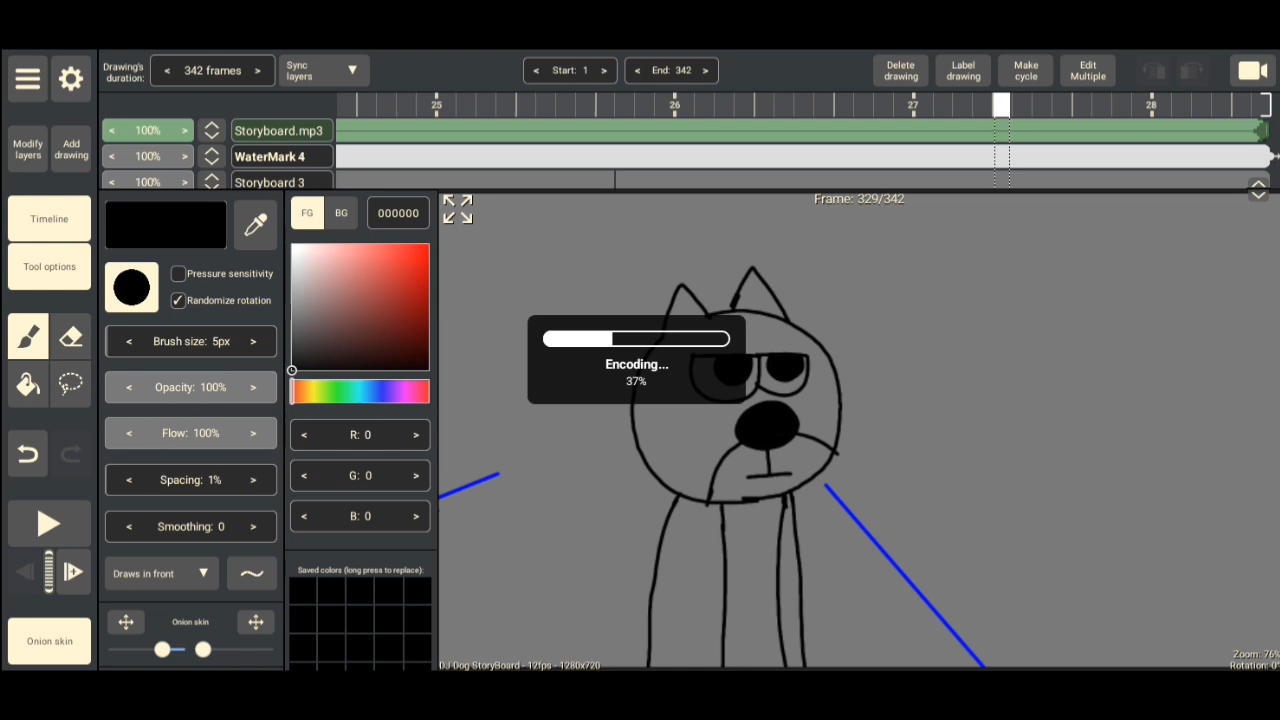 Drawing's
duration:
< 342 frames >
Sync
layers
< Start: 1 >
< End: 342 >
Delete
drawing
Label
drawing
Make
cycle
Edit
Multiple
25
26
27
28
Modify
layers
Add
drawing
< 100% >
Storyboard.mp3
< 100% >
WaterMark 4
< 100% >
Storyboard 3
Timeline
Tool options
FG
BG
000000
Frame: 329/342
Pressure sensitivity
Randomize rotation
< Brush size: 5px >
< Opacity: 100% >
< Flow: 100% >
< Spacing: 1% >
< Smoothing: 0 >
Draws in front
Onion skin
Onion skin
< R: 0 >
< G: 0 >
< B: 0 >
Saved colors (long press to replace):
Encoding...
37%
DJ Dog StoryBoard - 12fps - 1280x720
Zoom: 76%
Rotation: 0°